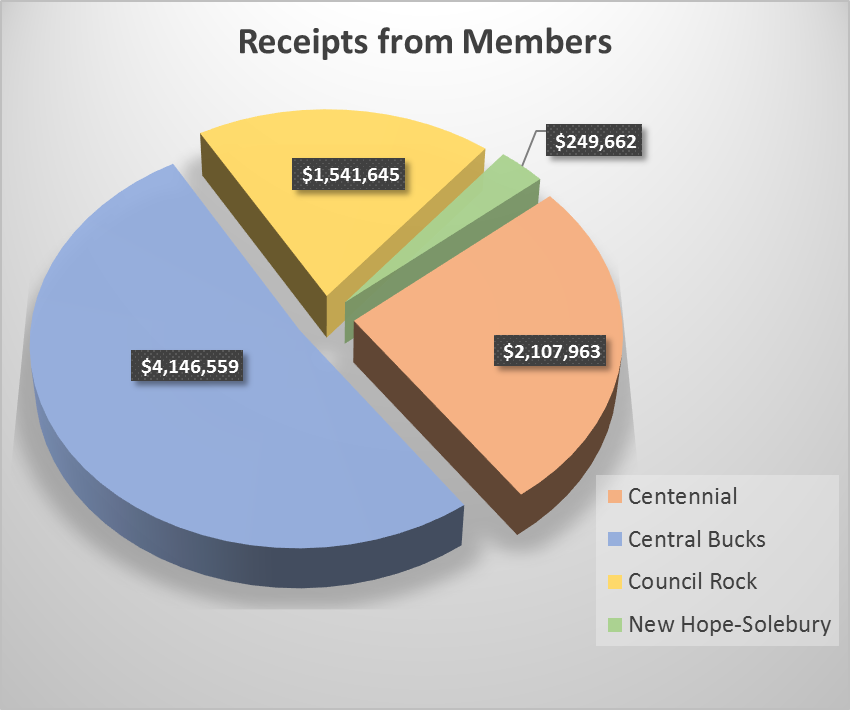 Receipts from Members
$249,662
$1,541,645
$2,107,963
$4,146,559
Centennial
Central Bucks
Council Rock
New Hope-Solebury